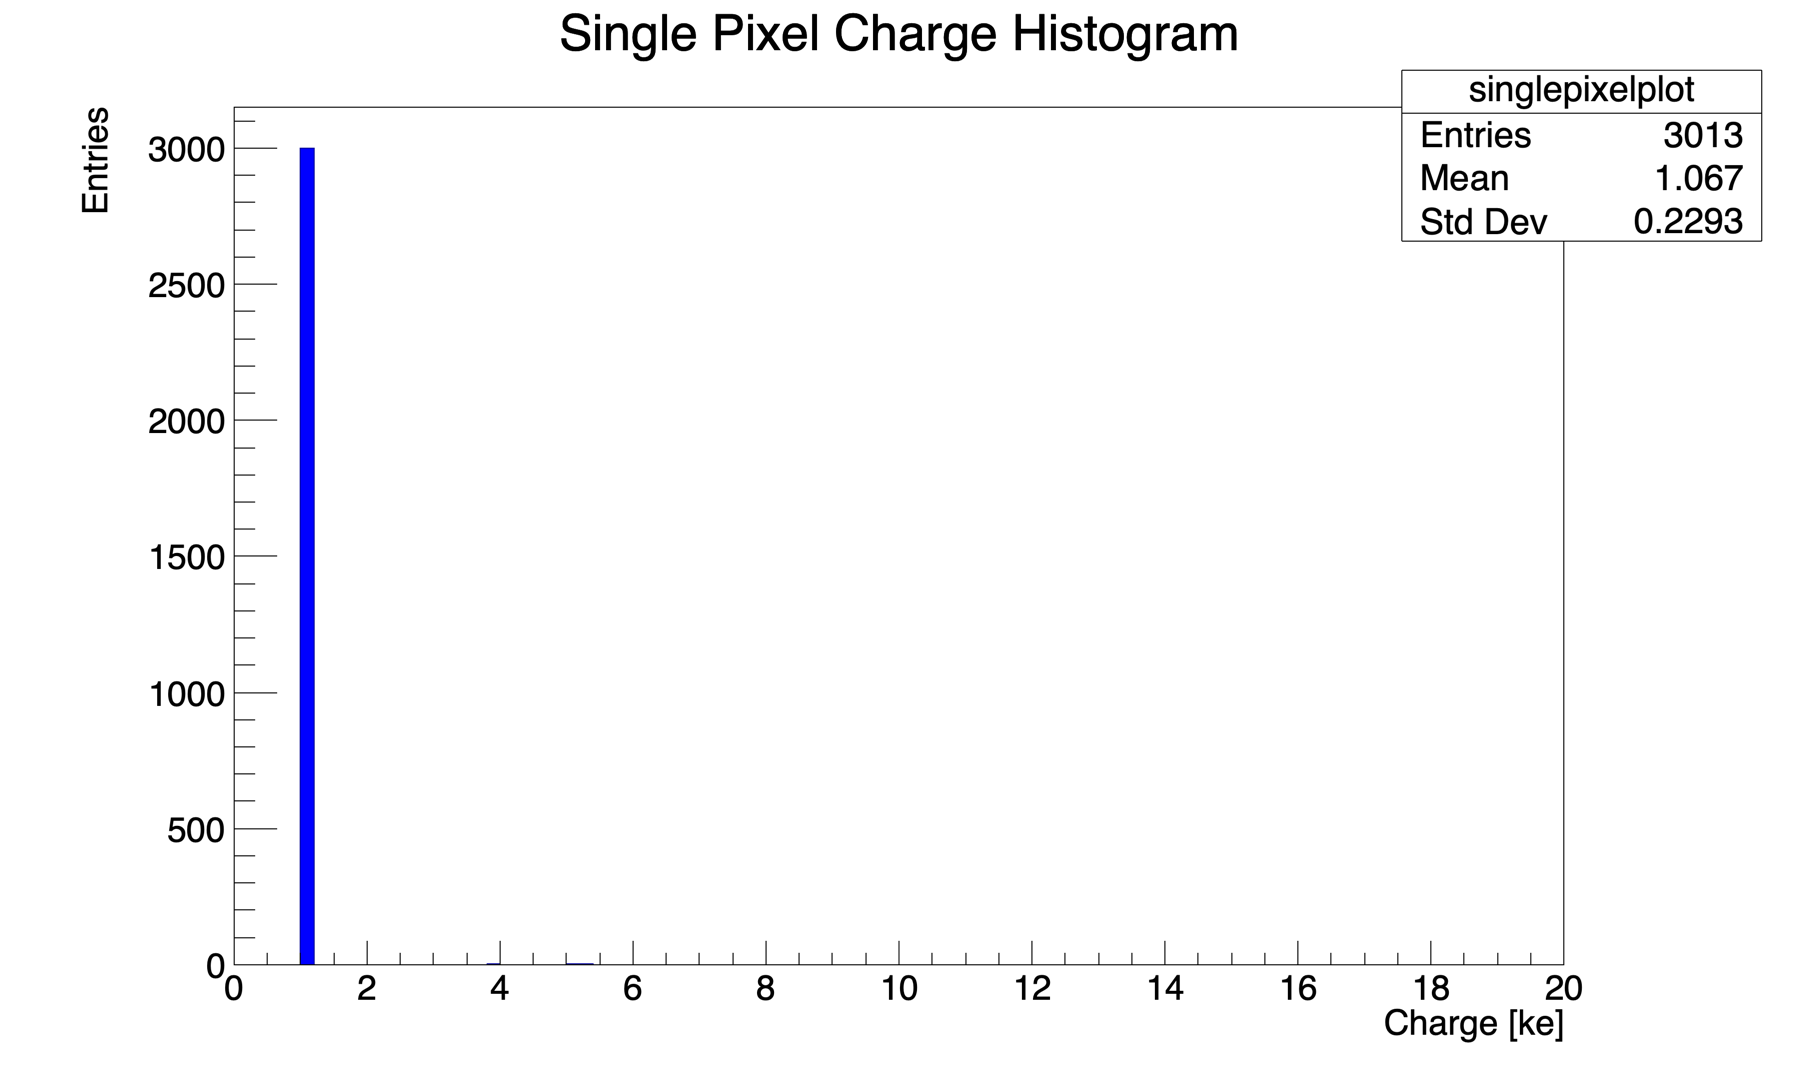 Single Pixel Charge Histogram
singlepixelplot
Entries 3013
Mean 1.067
Std Dev 0.2293
Entries
3000
2500
2000
1500
1000
500
0
0 2 4 6 8 10 12 14 16 18 20
Charge [ke]